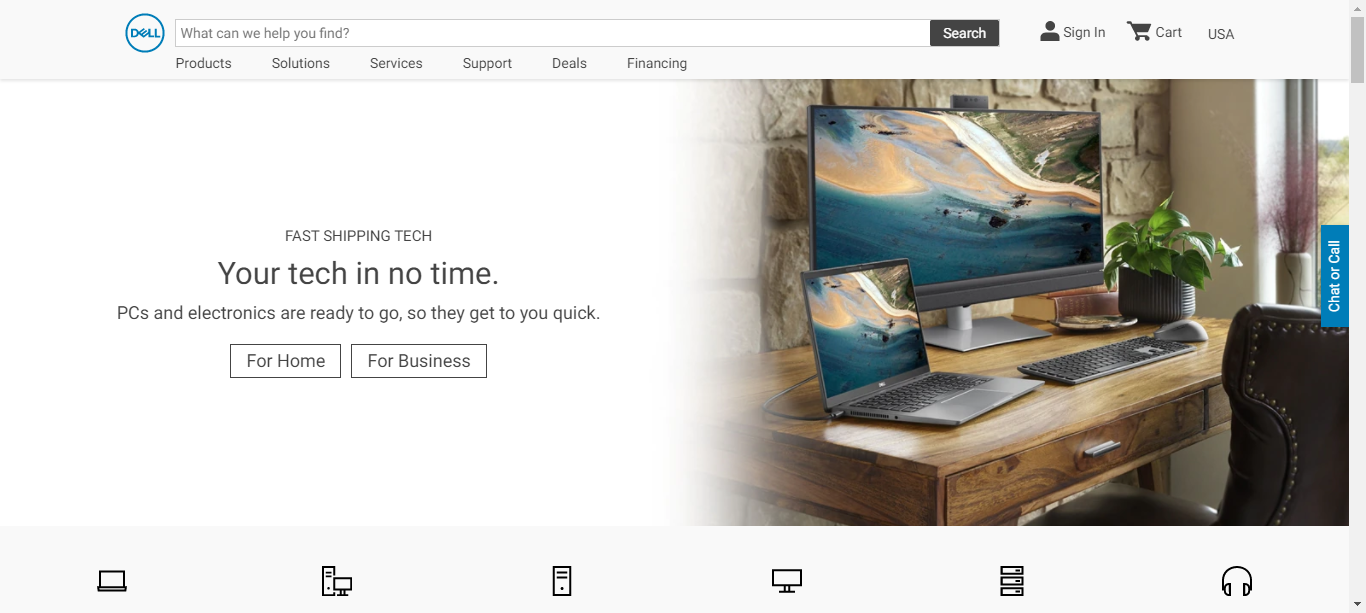 DELL
What can we help you find?
Search
Sign In
Cart
USA
Products
Solutions
Services
Support
Deals
Financing
FAST SHIPPING TECH
Your tech in no time.
PCs and electronics are ready to go, so they get to you quick.
For Home
For Business
Chat or Call